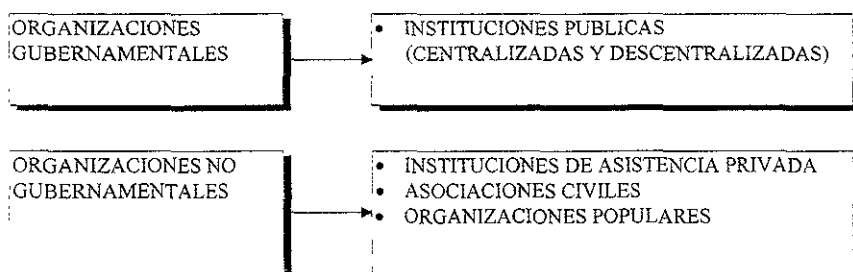 ORGANIZACIONES
GUBERNAMENTALES
• INSTITUCIONES PUBLICAS
(CENTRALIZADAS Y DESCENTRALIZADAS)
ORGANIZACIONES NO
GUBERNAMENTALES
• INSTITUCIONES DE ASISTENCIA PRIVADA
• ASOCIACIONES CIVILES
• ORGANIZACIONES POPULARES